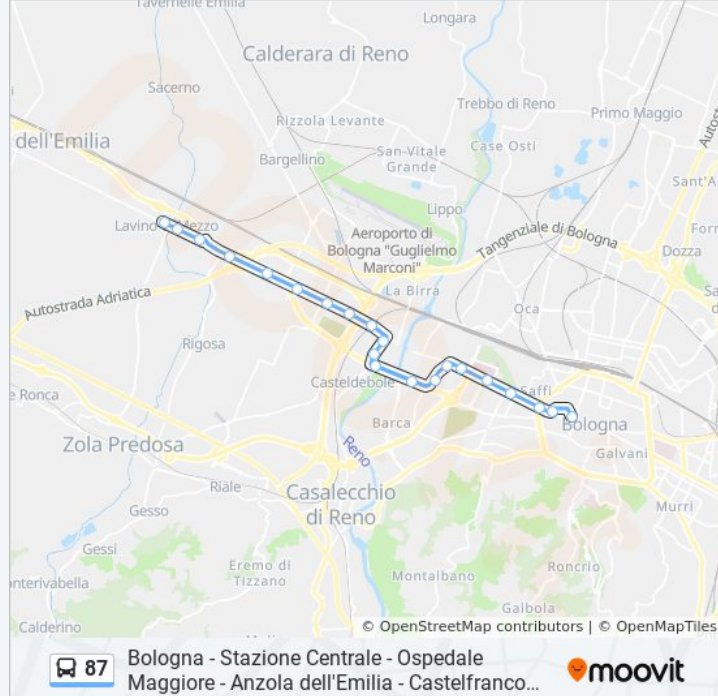 Tavernelle Emilia
Longara
Calderara di Reno
Sacerno
Trebbo di Reno
Primo Maggio
Rizzola Levante
dell'Emilia
San-Vitale
Grande
Case Osti
Bargellino
Sant'A
Lippo
Lavino Mezzo
Aeroporto di
Bologna "Guglielmo
Marconi"
Tangenziale di Bologna
Dozza
La Birra
Autostrada Adriatica
Oca
Rigosa
Casteldebole
Saffi
e Ronca
Barca
Bologna
Zola Predosa
Reno
Galvani
Riale
Casalecchio
di Reno
Gesso
Murri
Gessi
Eremo di
Tizzano
Roncrio
onterivabella
Montalbano
Gaibola
Calderino
© OpenStreetMap contributors | © OpenMapTiles
87
Bologna - Stazione Centrale - Ospedale
Maggiore - Anzola dell'Emilia - Castelfranco...
moovit